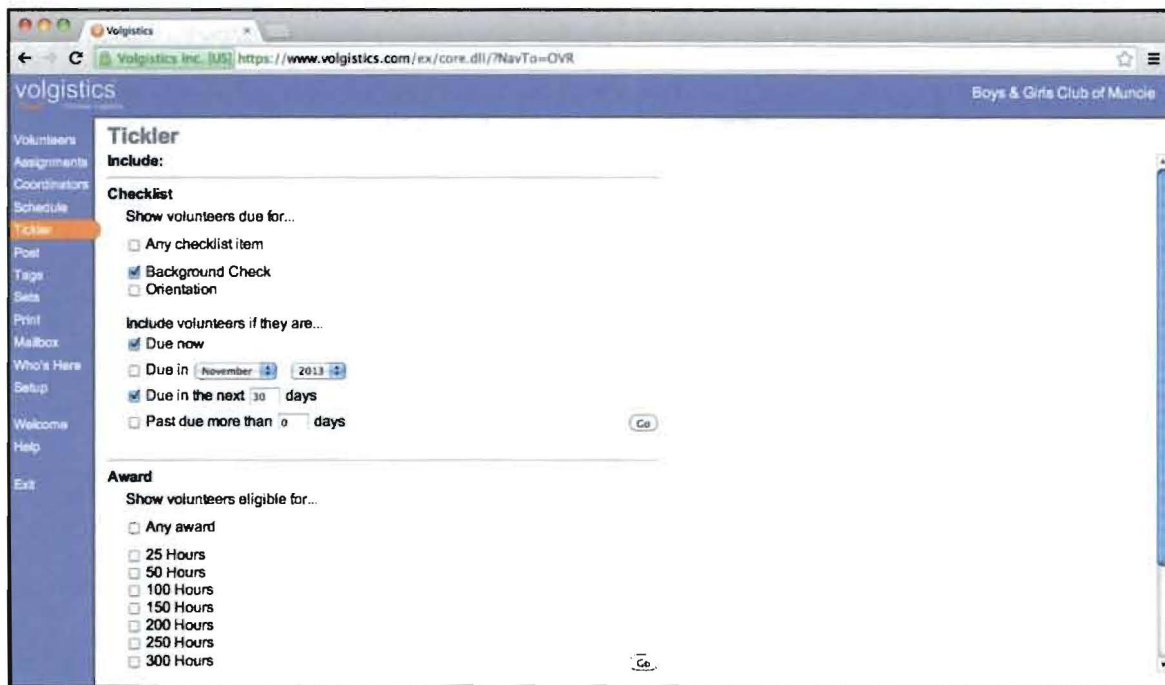 Volgistics
Volgistics Inc. [US] https://www.volgistics.com/ex/core.dll/?NavTo=OVR
volgistics
Boys & Girls Club of Muncie
Volunteers
Assignments
Coordinators
Schedule
Tickler
Post
Tags
Sets
Print
Mailbox
Who's Here
Setup
Welcome
Help
Exit
Tickler
Include:
Checklist
Show volunteers due for...
Any checklist item
Background Check
Orientation
Include volunteers if they are...
Due now
Due in November 2013
Due in the next 30 days
Past due more than 0 days
Go
Award
Show volunteers eligible for...
Any award
25 Hours
50 Hours
100 Hours
150 Hours
200 Hours
250 Hours
300 Hours
Go